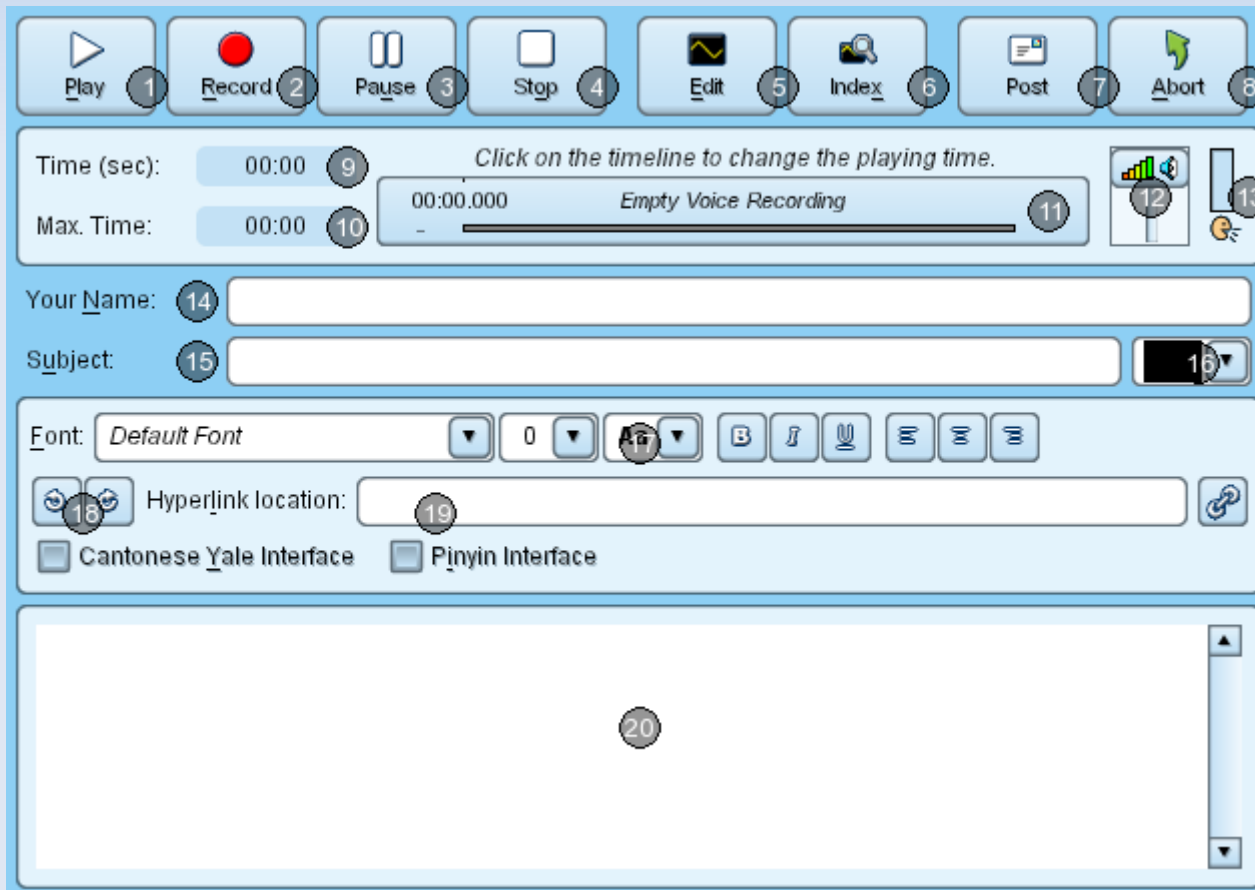 Play 1 Record 2 Pause 3 Stop 4 Edit 5 Index 6 Post 7 Abort 8
Time (sec): 00:00 9 Click on the timeline to change the playing time.
00:00.000 Empty Voice Recording 11 12 13
Max. Time: 00:00 10
Your Name: 14
Subject: 15 16
Font: Default Font 0 Aa 17 B I U
18 Hyperlink location: 19
Cantonese Yale Interface Pinyin Interface
20